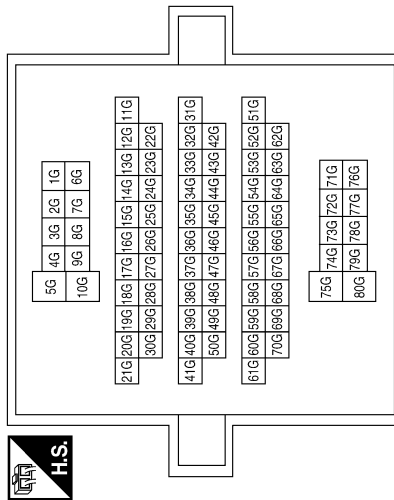 H.S.
5G 4G 3G 2G 1G
10G 9G 8G 7G 6G
21G 20G 19G 18G 17G 16G 15G 14G 13G 12G 11G
30G 29G 28G 27G 26G 25G 24G 23G 22G
41G 40G 39G 38G 37G 36G 35G 34G 33G 32G 31G
50G 49G 48G 47G 46G 45G 44G 43G 42G
61G 60G 59G 58G 57G 56G 55G 54G 53G 52G 51G
70G 69G 68G 67G 66G 65G 64G 63G 62G
75G 74G 73G 72G 71G
80G 79G 78G 77G 76G